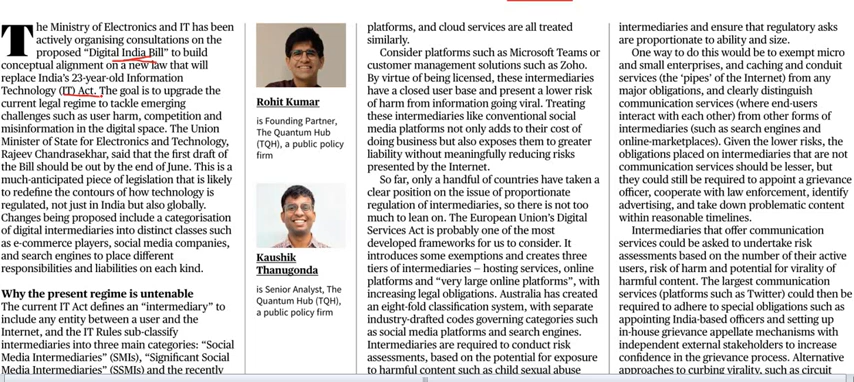 The Ministry of Electronics and IT has been
actively organising consultations on the
proposed “Digital India Bill” to build
conceptual alignment on a new law that will
replace India’s 23-year-old Information
Technology (IT) Act. The goal is to upgrade the
current legal regime to tackle emerging
challenges such as user harm, competition and
misinformation in the digital space. The Union
Minister of State for Electronics and Technology,
Rajeev Chandrasekhar, said that the first draft of
the Bill should be out by the end of June. This is a
much-anticipated piece of legislation that is likely
to redefine the contours of how technology is
regulated, not just in India but also globally.
Changes being proposed include a categorisation
of digital intermediaries into distinct classes such
as e-commerce players, social media companies,
and search engines to place different
responsibilities and liabilities on each kind.
Why the present regime is untenable
The current IT Act defines an “intermediary” to
include any entity between a user and the
Internet, and the IT Rules sub-classify
intermediaries into three main categories: “Social
Media Intermediaries” (SMIs), “Significant Social
Media Intermediaries” (SSMIs) and the recently
Rohit Kumar
is Founding Partner,
The Quantum Hub
(TQH), a public policy
firm
Kaushik
Thanugonda
is Senior Analyst, The
Quantum Hub (TQH),
a public policy firm
platforms, and cloud services are all treated
similarly.
Consider platforms such as Microsoft Teams or
customer management solutions such as Zoho.
By virtue of being licensed, these intermediaries
have a closed user base and present a lower risk
of harm from information going viral. Treating
these intermediaries like conventional social
media platforms not only adds to their cost of
doing business but also exposes them to greater
liability without meaningfully reducing risks
presented by the Internet.
So far, only a handful of countries have taken a
clear position on the issue of proportionate
regulation of intermediaries, so there is not too
much to lean on. The European Union’s Digital
Services Act is probably one of the most
developed frameworks for us to consider. It
introduces some exemptions and creates three
tiers of intermediaries — hosting services, online
platforms and “very large online platforms”, with
increasing legal obligations. Australia has created
an eight-fold classification system, with separate
industry-drafted codes governing categories such
as social media platforms and search engines.
Intermediaries are required to conduct risk
assessments, based on the potential for exposure
to harmful content such as child sexual abuse
intermediaries and ensure that regulatory asks
are proportionate to ability and size.
One way to do this would be to exempt micro
and small enterprises, and caching and conduit
services (the ‘pipes’ of the Internet) from any
major obligations, and clearly distinguish
communication services (where end-users
interact with each other) from other forms of
intermediaries (such as search engines and
online-marketplaces). Given the lower risks, the
obligations placed on intermediaries that are not
communication services should be lesser, but
they could still be required to appoint a grievance
officer, cooperate with law enforcement, identify
advertising, and take down problematic content
within reasonable timelines.
Intermediaries that offer communication
services could be asked to undertake risk
assessments based on the number of their active
users, risk of harm and potential for virality of
harmful content. The largest communication
services (platforms such as Twitter) could then be
required to adhere to special obligations such as
appointing India-based officers and setting up
in-house grievance appellate mechanisms with
independent external stakeholders to increase
confidence in the grievance process. Alternative
approaches to curbing virality, such as circuit